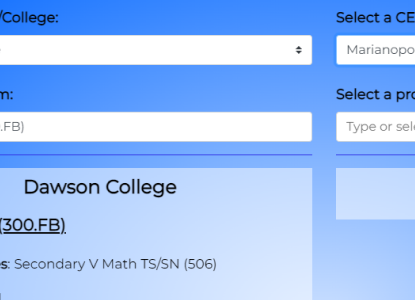 /College:
Select a CE
Marianopo
m:
Select a pro
.FB)
Type or sele
Dawson College
(300.FB)
es: Secondary V Math TS/SN (506)